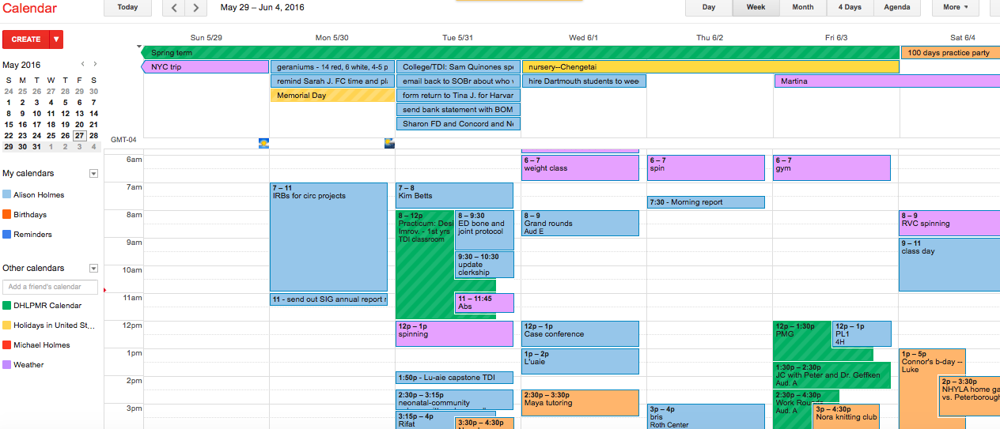 Calendar
Today
May 29 – Jun 4, 2016
Day
Week
Month
4 Days
Agenda
More
CREATE
May 2016
S M T W T F S
24 25 26 27 28 29 30
1 2 3 4 5 6 7
8 9 10 11 12 13 14
15 16 17 18 19 20 21
22 23 24 25 26 27 28
29 30 31 1 2 3 4
My calendars
Alison Holmes
Birthdays
Reminders
Other calendars
Add a friend's calendar
DHLPMR Calendar
Holidays in United St...
Michael Holmes
Weather
Sun 5/29
Mon 5/30
Tue 5/31
Wed 6/1
Thu 6/2
Fri 6/3
Sat 6/4
Spring term
100 days practice party
NYC trip
geraniums - 14 red, 6 white, 4-5 p
College/TDI: Sam Quinones
nursery--Chengetai
remind Sarah J. FC time and
email back to SOBr about who
hire Dartmouth students to wee
Martina
Memorial Day
form return to Tina J. for Harvar
send bank statement with BOM
Sharon FD and Concord and
GMT-04
6am
7am
8am
9am
10am
11am
12pm
1pm
2pm
3pm
7 – 11
IRBs for circ projects
11 - send out SIG annual report
7 – 8
Kim Betts
8 – 12p
Practicum: Desi
Imrov. - 1st yrs
TDI classroom
8 – 9:30
ED bone and
joint protocol
9:30 – 10:30
update
clerkship
11 – 11:45
Abs
12p – 1p
spinning
1:50p - Lu-aie capstone TDI
2:30p – 3:15p
neonatal-community
3:15p – 4p
Rifat
3:30p – 4:30p
6 – 7
weight class
8 – 9
Grand rounds
Aud E
12p – 1p
Case conference
1p – 2p
L'uaie
2:30p – 3:30p
Maya tutoring
6 – 7
spin
7:30 - Morning report
3p – 4p
bris
Roth Center
6 – 7
gym
12p – 1:30p
PMG
12p – 1p
PL1
4H
1:30p – 2:30p
JC with Peter and Dr. Geffken
Aud. A
2:30p – 4:30p
Work
Aud. A
3p – 4:30p
Nora knitting club
8 – 9
RVC spinning
9 – 11
class day
1p – 5p
Connor's b-day --
Luke
2p – 3:30p
NHYLA home ga
vs. Peterborough